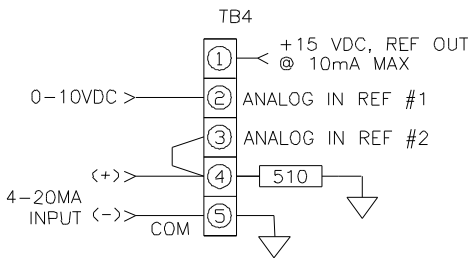 TB4
1
+15 VDC, REF OUT
@ 10mA MAX
0-10VDC
2
ANALOG IN REF #1
3
ANALOG IN REF #2
(+)
4
510
4-20MA
INPUT
(-)
COM
5